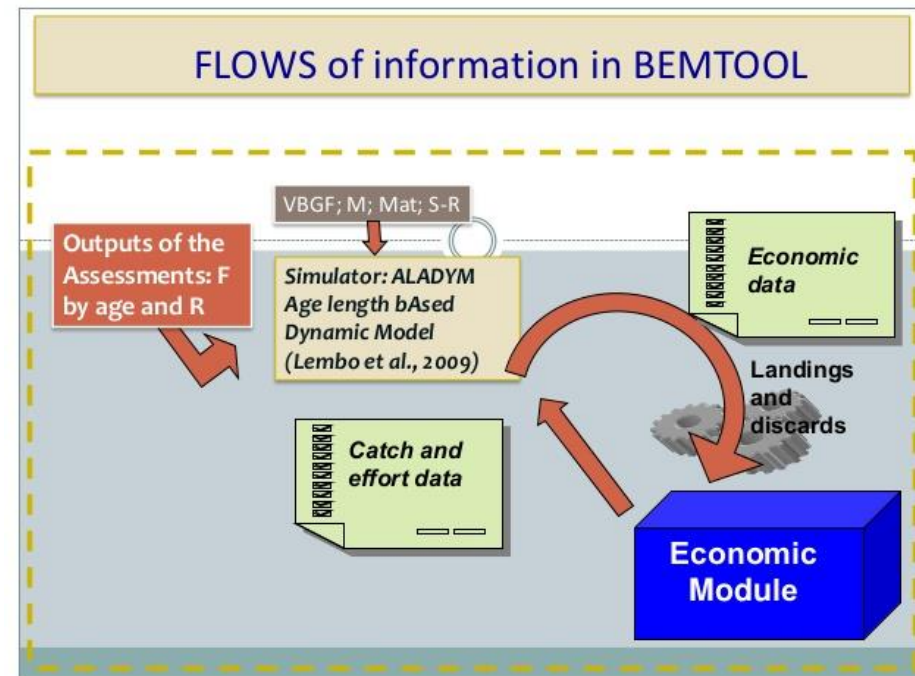 FLOWS of information in BEMTOOL
VBGF; M; Mat; S-R
Outputs of the
Assessments: F
by age and R
Simulator: ALADYM
Age length bAsed
Dynamic Model
(Lembo et al., 2009)
Economic
data
Landings
and
discards
Catch and
effort data
Economic
Module